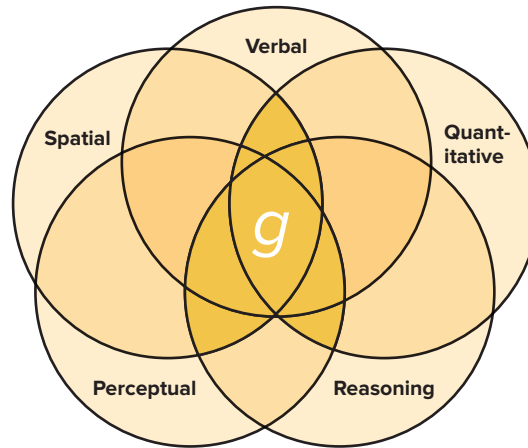 Verbal
Spatial
Quant-
itative
g
Perceptual
Reasoning